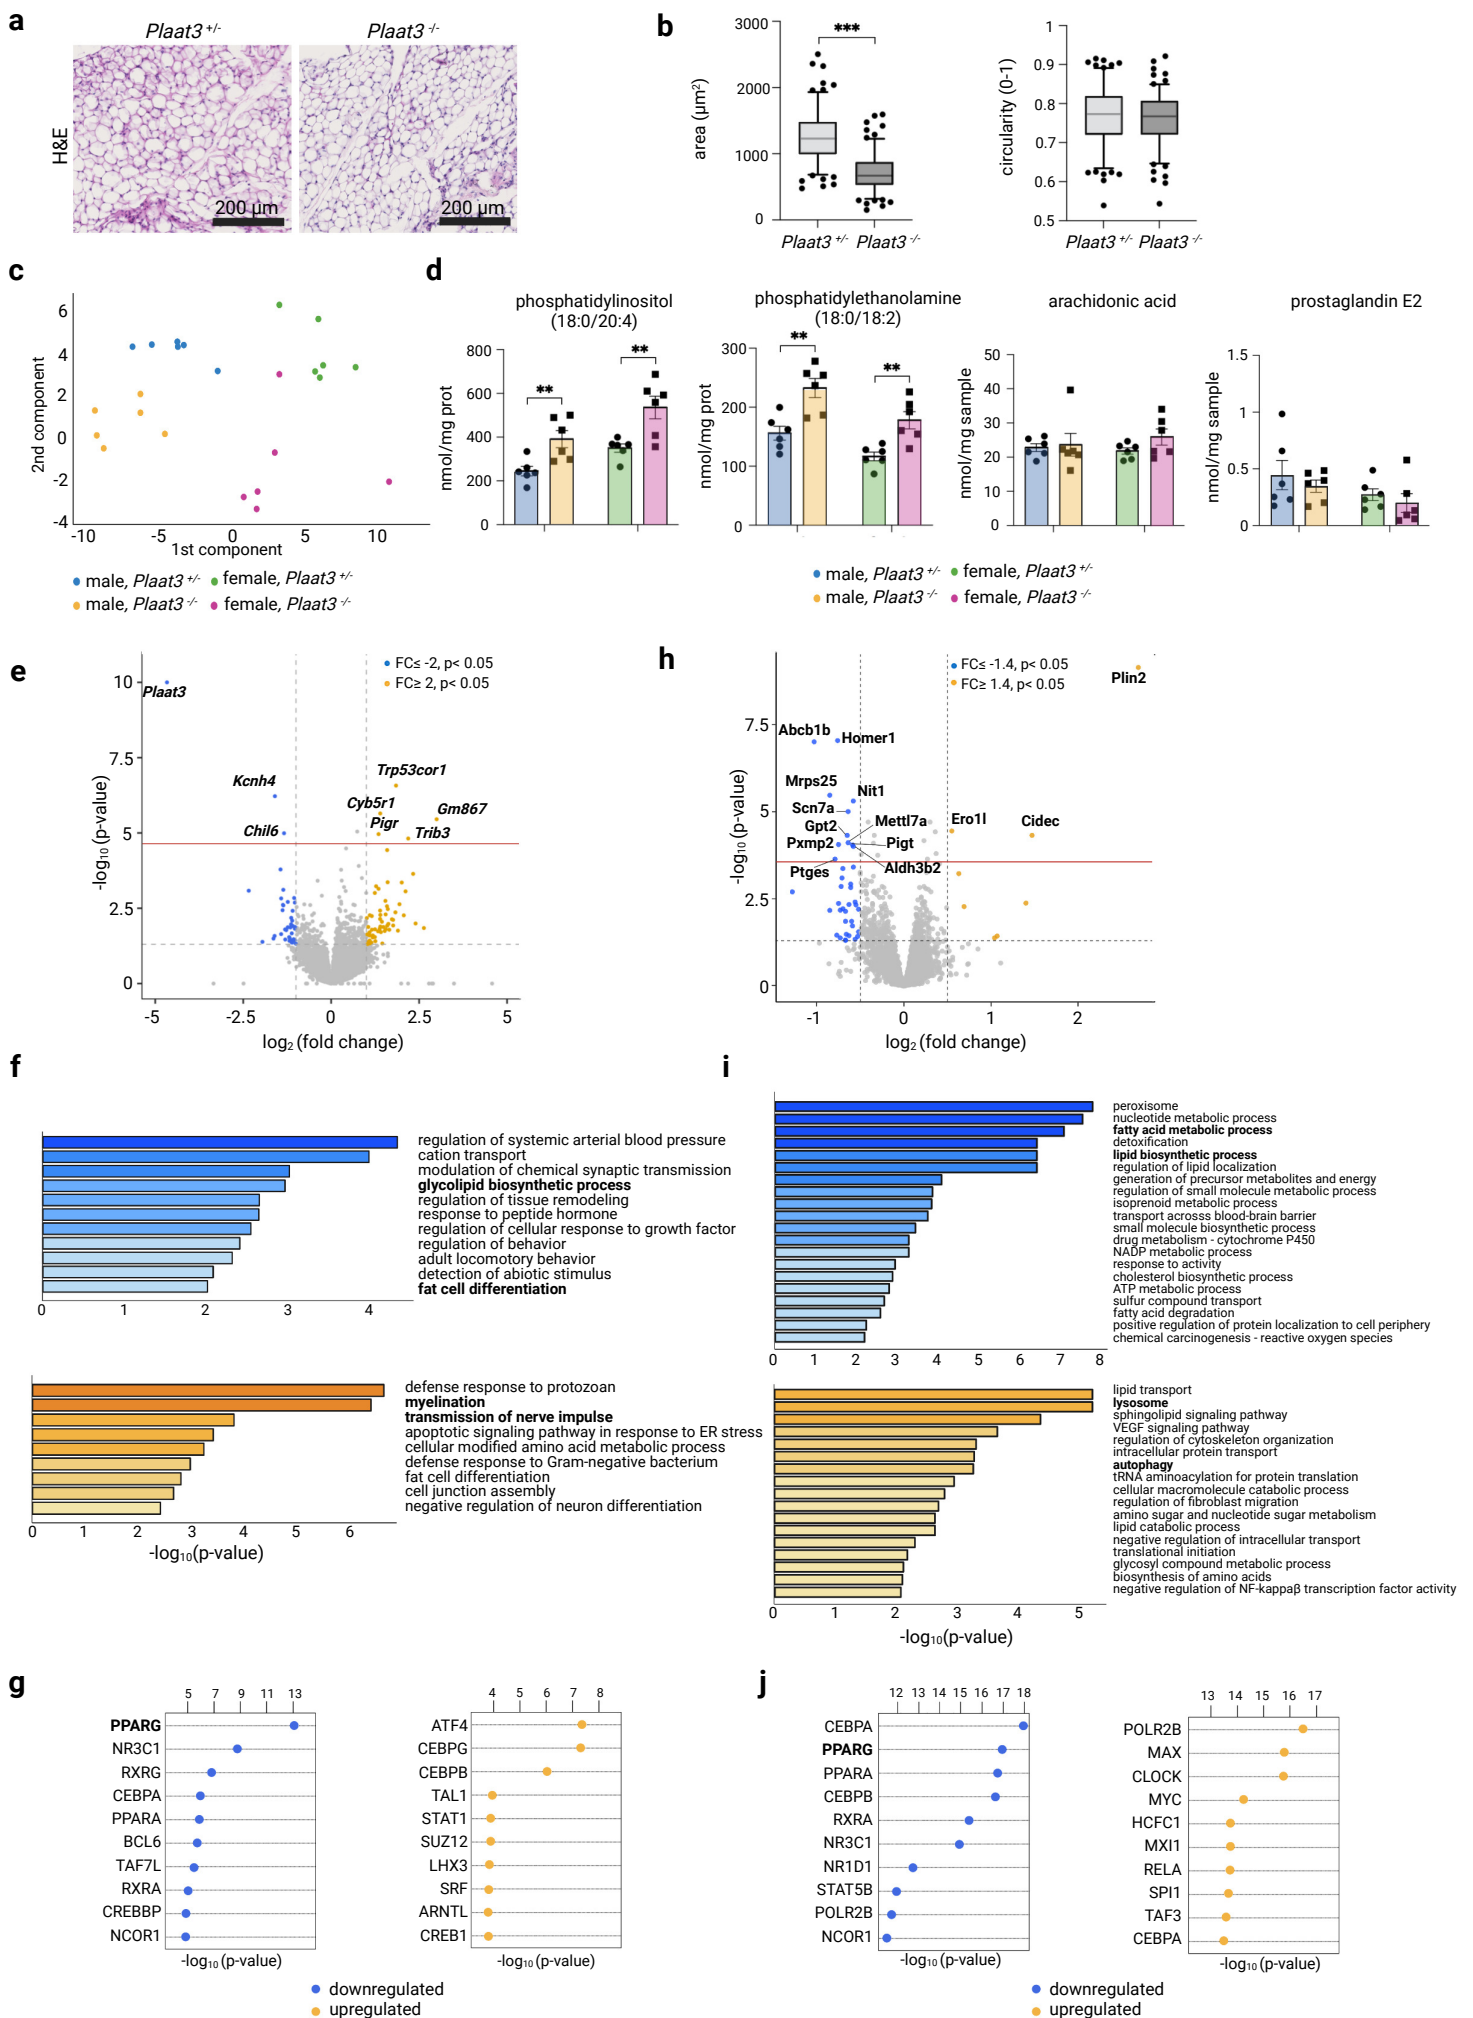 a
Plaat3 +/-
Plaat3 -/-
H&E
200 µm
200 µm
b
area (µm²)
3000
2000
1000
0
***
Plaat3 +/-
Plaat3 -/-
circularity (0-1)
1
0.9
0.8
0.7
0.6
0.5
Plaat3 +/-
Plaat3 -/-
c
2nd component
6
4
2
0
-2
-4
-10
-5
0
5
10
1st component
male, Plaat3 +/-
female, Plaat3 +/-
male, Plaat3 -/-
female, Plaat3 -/-
d
phosphatidylinositol
(18:0/20:4)
nmol/mg prot
800
600
400
200
0
**
**
phosphatidylethanolamine
(18:0/18:2)
nmol/mg prot
300
200
100
0
**
**
arachidonic acid
nmol/mg sample
50
40
30
20
10
0
prostaglandin E2
nmol/mg sample
1.5
1
0.5
0
male, Plaat3 +/-
female, Plaat3 +/-
male, Plaat3 -/-
female, Plaat3 -/-
e
FC≤ -2, p< 0.05
FC≥ 2, p< 0.05
-log₁₀ (p-value)
10
7.5
5
2.5
0
Plaat3
Kcnh4
Chil6
Trp53cor1
Cyb5r1
Gm867
Pigr
Trib3
-5
-2.5
0
2.5
5
log₂ (fold change)
h
FC≤ -1.4, p< 0.05
FC≥ 1.4, p< 0.05
-log₁₀ (p-value)
7.5
5
2.5
0
Plin2
Abcb1b
Homer1
Mrps25
Nit1
Scn7a
Gpt2
Mettl7a
Ero1l
Cidec
Pxmp2
Pigt
Ptges
Aldh3b2
-1
0
1
2
log₂ (fold change)
f
regulation of systemic arterial blood pressure
cation transport
modulation of chemical synaptic transmission
glycolipid biosynthetic process
regulation of tissue remodeling
response to peptide hormone
regulation of cellular response to growth factor
regulation of behavior
adult locomotory behavior
detection of abiotic stimulus
fat cell differentiation
0
1
2
3
4
defense response to protozoan
myelination
transmission of nerve impulse
apoptotic signaling pathway in response to ER stress
cellular modified amino acid metabolic process
defense response to Gram-negative bacterium
fat cell differentiation
cell junction assembly
negative regulation of neuron differentiation
0
1
2
3
4
5
6
-log₁₀(p-value)
i
peroxisome
nucleotide metabolic process
fatty acid metabolic process
detoxification
lipid biosynthetic process
regulation of lipid localization
generation of precursor metabolites and energy
regulation of small molecule metabolic process
isoprenoid metabolic process
transport acrosss blood-brain barrier
small molecule biosynthetic process
drug metabolism - cytochrome P450
NADP metabolic process
response to activity
cholesterol biosynthetic process
ATP metabolic process
sulfur compound transport
fatty acid degradation
positive regulation of protein localization to cell periphery
chemical carcinogenesis - reactive oxygen species
0
1
2
3
4
5
6
7
8
lipid transport
lysosome
sphingolipid signaling pathway
VEGF signaling pathway
regulation of cytoskeleton organization
intracellular protein transport
autophagy
tRNA aminoacylation for protein translation
cellular macromolecule catabolic process
regulation of fibroblast migration
amino sugar and nucleotide sugar metabolism
lipid catabolic process
negative regulation of intracellular transport
translational initiation
glycosyl compound metabolic process
biosynthesis of amino acids
negative regulation of NF-kappaβ transcription factor activity
0
1
2
3
4
5
-log₁₀(p-value)
g
5
7
9
11
13
PPARG
NR3C1
RXRG
CEBPA
PPARA
BCL6
TAF7L
RXRA
CREBBP
NCOR1
-log₁₀ (p-value)
4
5
6
7
8
ATF4
CEBPG
CEBPB
TAL1
STAT1
SUZ12
LHX3
SRF
ARNTL
CREB1
-log₁₀ (p-value)
downregulated
upregulated
j
12
13
14
15
16
17
18
CEBPA
PPARG
PPARA
CEBPB
RXRA
NR3C1
NR1D1
STAT5B
POLR2B
NCOR1
-log₁₀ (p-value)
13
14
15
16
17
POLR2B
MAX
CLOCK
MYC
HCFC1
MXI1
RELA
SPI1
TAF3
CEBPA
-log₁₀ (p-value)
downregulated
upregulated